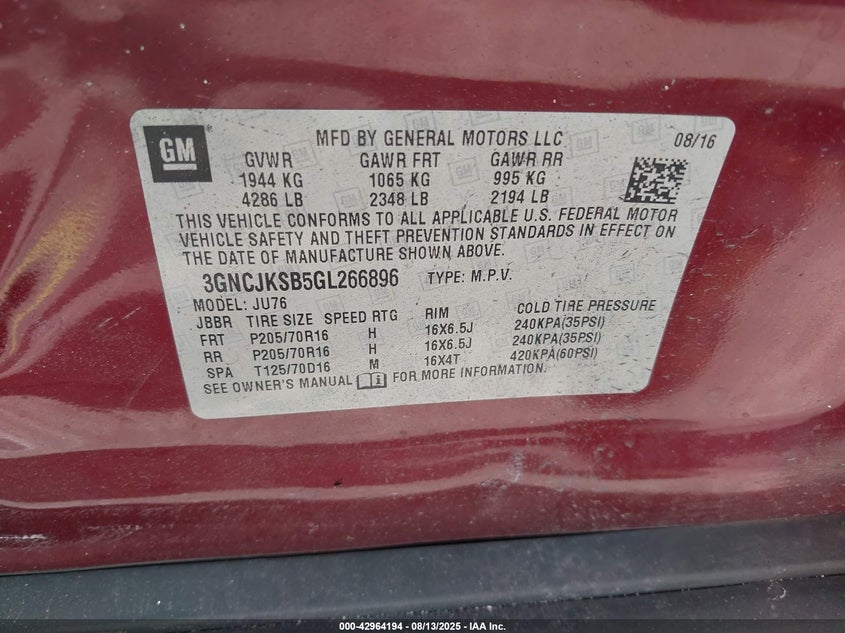 GM
MFD BY GENERAL MOTORS LLC 08/16
GVWR GAWR FRT GAWR RR
1944 KG 1065 KG 995 KG
4286 LB 2348 LB 2194 LB
THIS VEHICLE CONFORMS TO ALL APPLICABLE U.S. FEDERAL MOTOR
VEHICLE SAFETY AND THEFT PREVENTION STANDARDS IN EFFECT ON
THE DATE OF MANUFACTURE SHOWN ABOVE.
3GNCJKSB5GL266896 TYPE: M.P.V.
MODEL: JU76
JBBR TIRE SIZE SPEED RTG RIM COLD TIRE PRESSURE
FRT P205/70R16 H 16X6.5J 240KPA(35PSI)
RR P205/70R16 H 16X6.5J 240KPA(35PSI)
SPA T125/70D16 M 16X4T 420KPA(60PSI)
SEE OWNER'S MANUAL FOR MORE INFORMATION.
000-42964194 - 08/13/2025 - IAA, Inc.